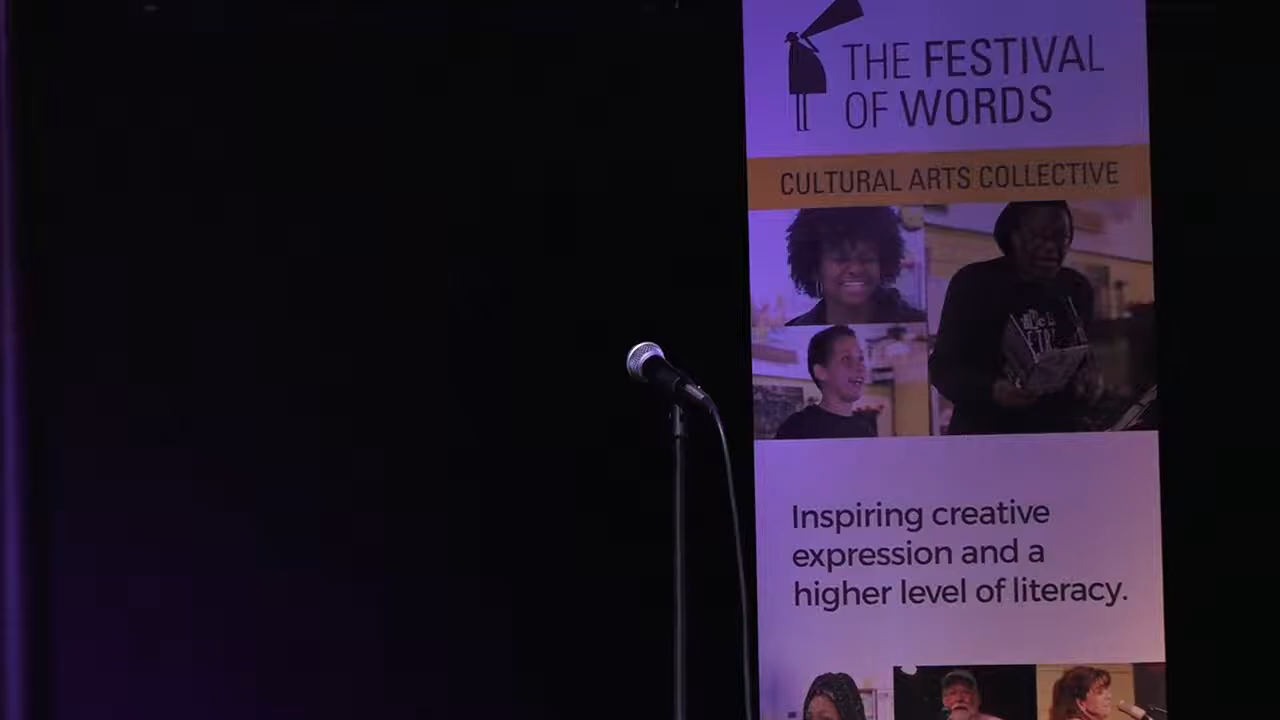 THE FESTIVAL
OF WORDS
CULTURAL ARTS COLLECTIVE
Inspiring creative
expression and a
higher level of literacy.